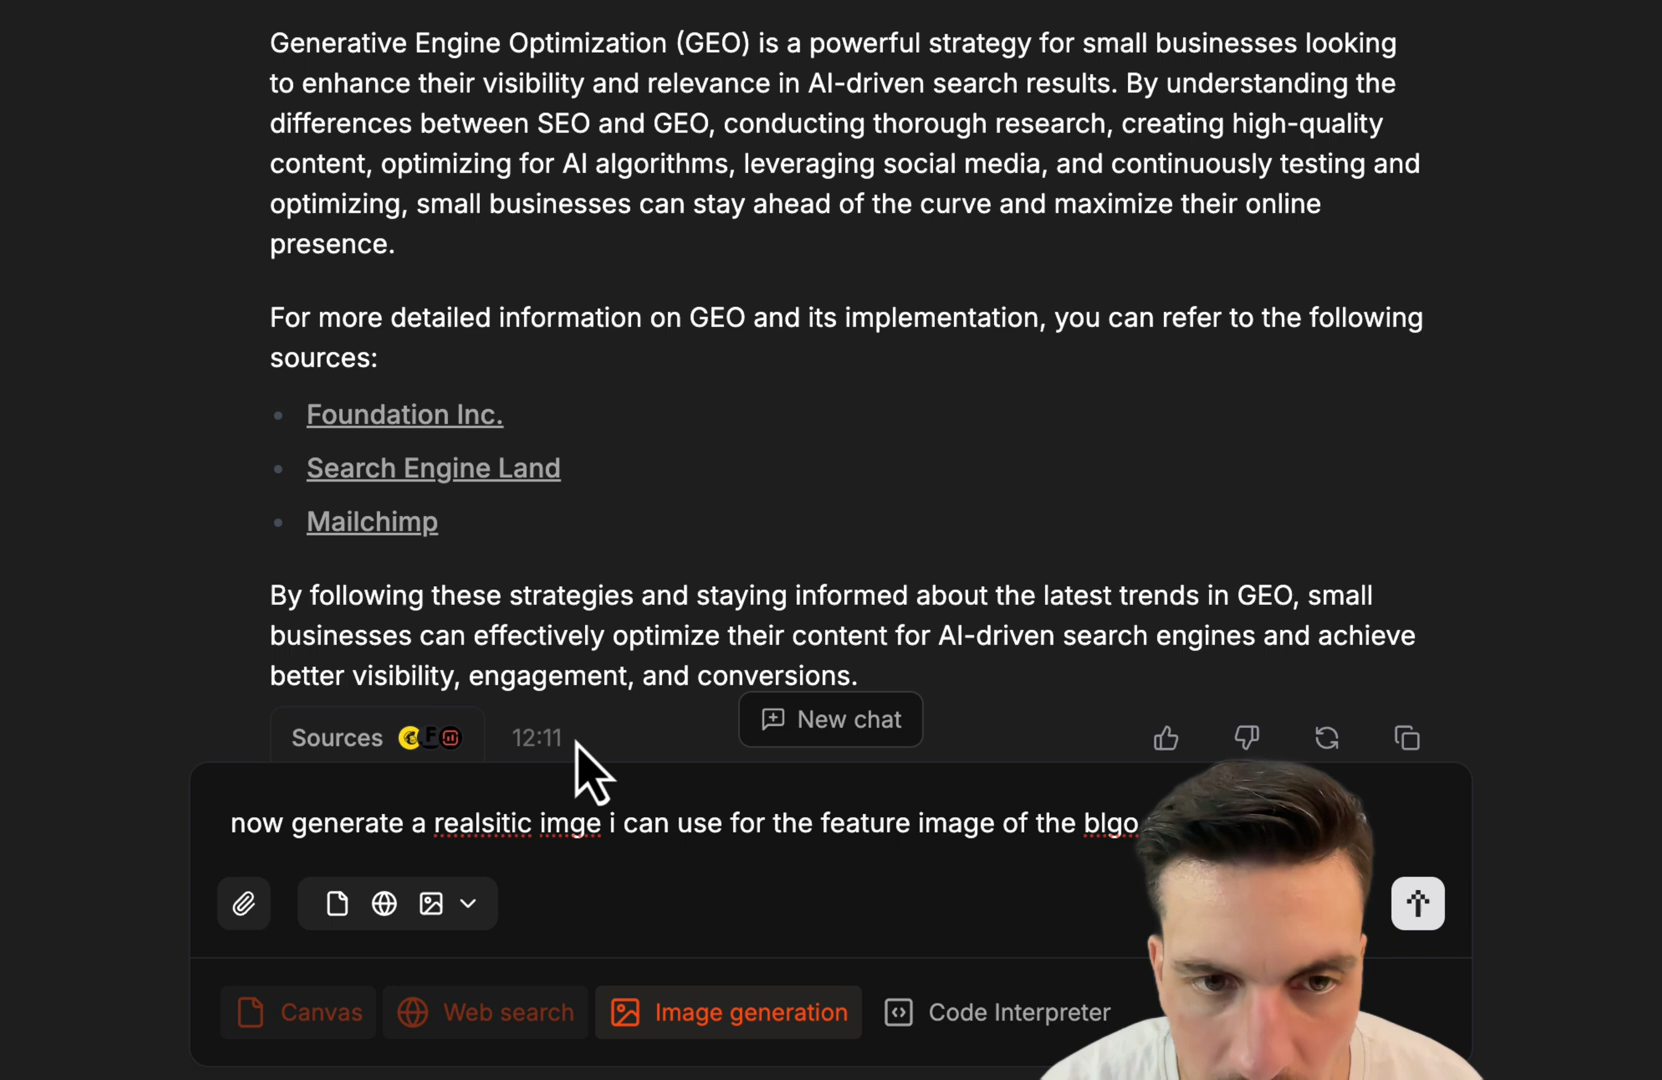 Generative Engine Optimization (GEO) is a powerful strategy for small businesses looking
to enhance their visibility and relevance in AI-driven search results. By understanding the
differences between SEO and GEO, conducting thorough research, creating high-quality
content, optimizing for AI algorithms, leveraging social media, and continuously testing and
optimizing, small businesses can stay ahead of the curve and maximize their online
presence.
For more detailed information on GEO and its implementation, you can refer to the following
sources:
• Foundation Inc.
• Search Engine Land
• Mailchimp
By following these strategies and staying informed about the latest trends in GEO, small
businesses can effectively optimize their content for AI-driven search engines and achieve
better visibility, engagement, and conversions.
Sources 12:11 New chat
now generate a realsitic imge i can use for the feature image of the blgo
Canvas Web search Image generation Code Interpreter